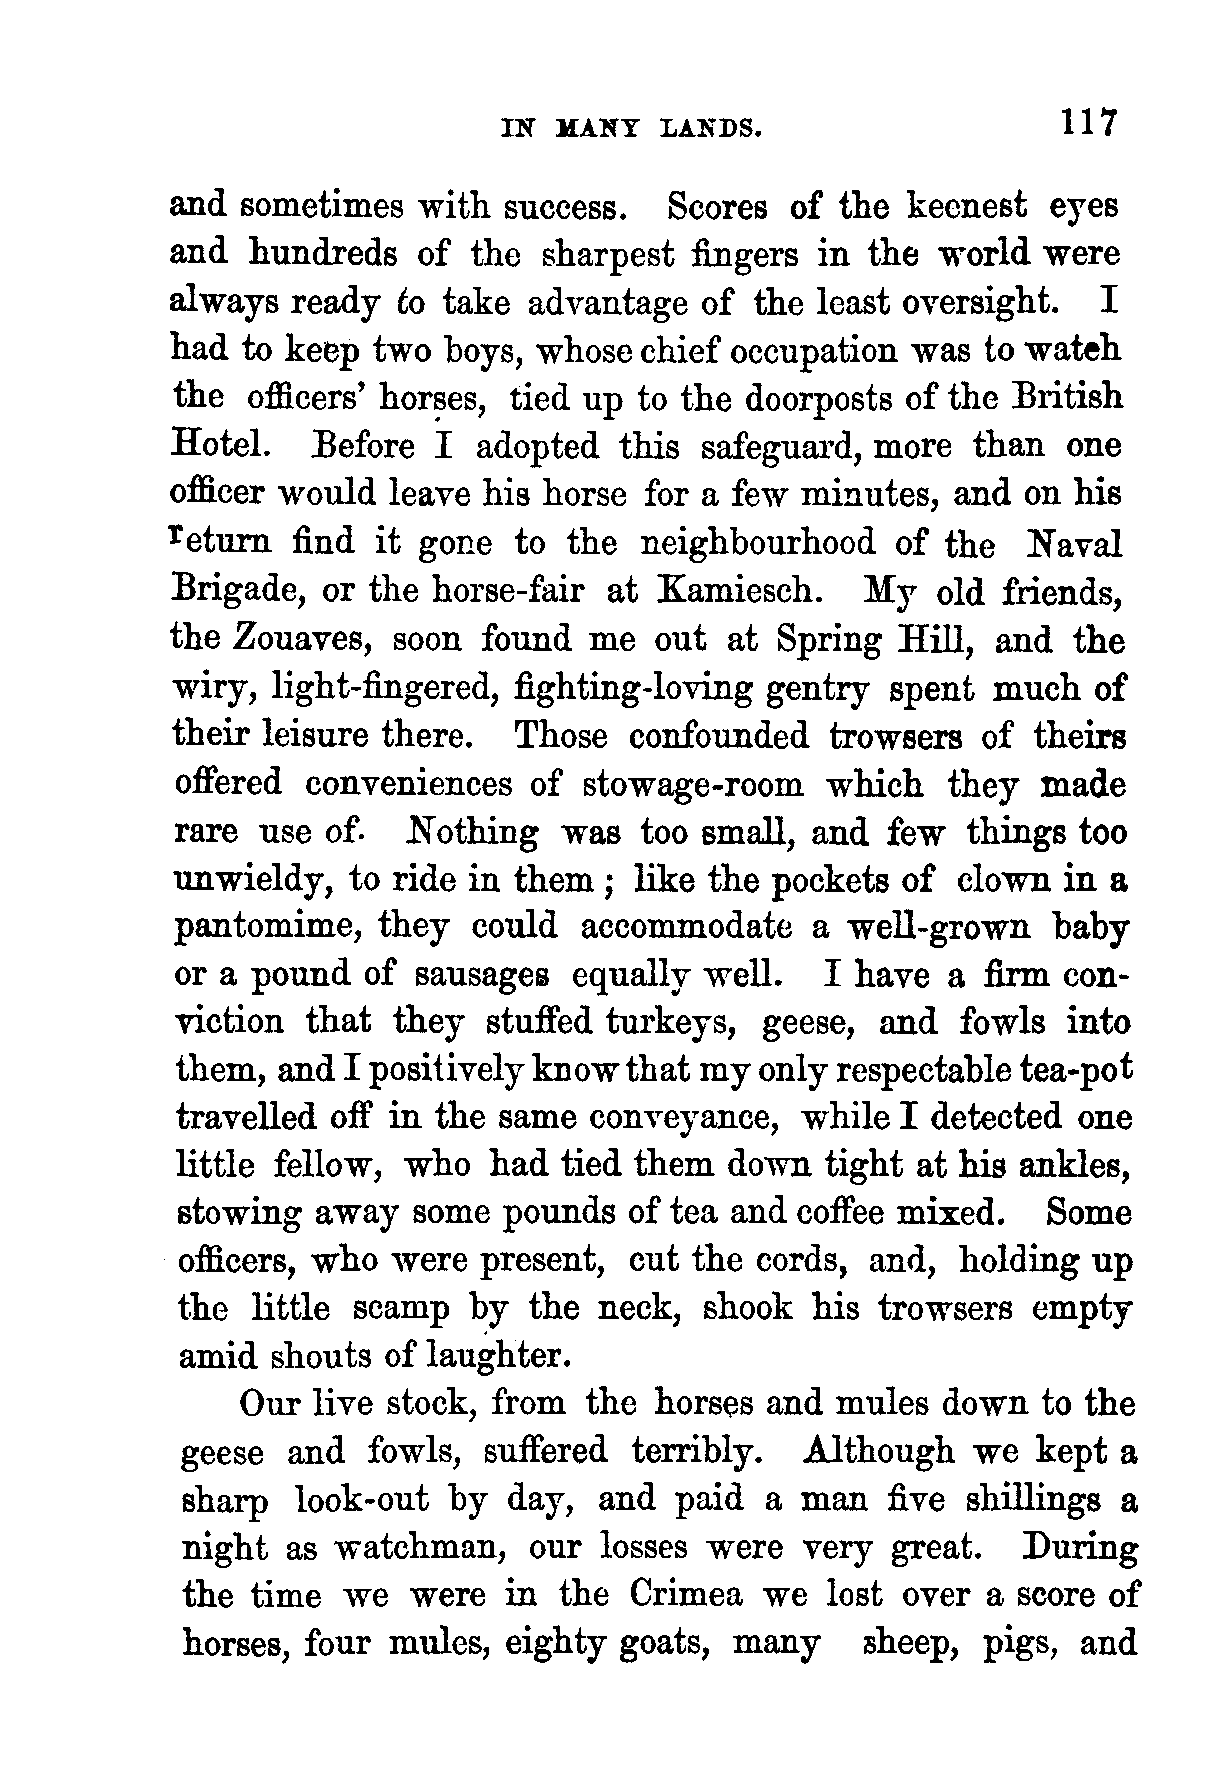 IN MANY LANDS. 117
and sometimes with success. Scores of the keenest eyes
and hundreds of the sharpest fingers in the world were
always ready to take advantage of the least oversight. I
had to keep two boys, whose chief occupation was to watch
the officers' horses, tied up to the doorposts of the British
Hotel. Before I adopted this safeguard, more than one
officer would leave his horse for a few minutes, and on his
return find it gone to the neighbourhood of the Naval
Brigade, or the horse-fair at Kamiesch. My old friends,
the Zouaves, soon found me out at Spring Hill, and the
wiry, light-fingered, fighting-loving gentry spent much of
their leisure there. Those confounded trowsers of theirs
offered conveniences of stowage-room which they made
rare use of. Nothing was too small, and few things too
unwieldy, to ride in them ; like the pockets of clown in a
pantomime, they could accommodate a well-grown baby
or a pound of sausages equally well. I have a firm con-
viction that they stuffed turkeys, geese, and fowls into
them, and I positively know that my only respectable tea-pot
travelled off in the same conveyance, while I detected one
little fellow, who had tied them down tight at his ankles,
stowing away some pounds of tea and coffee mixed. Some
officers, who were present, cut the cords, and, holding up
the little scamp by the neck, shook his trowsers empty
amid shouts of laughter.
Our live stock, from the horses and mules down to the
geese and fowls, suffered terribly. Although we kept a
sharp look-out by day, and paid a man five shillings a
night as watchman, our losses were very great. During
the time we were in the Crimea we lost over a score of
horses, four mules, eighty goats, many sheep, pigs, and